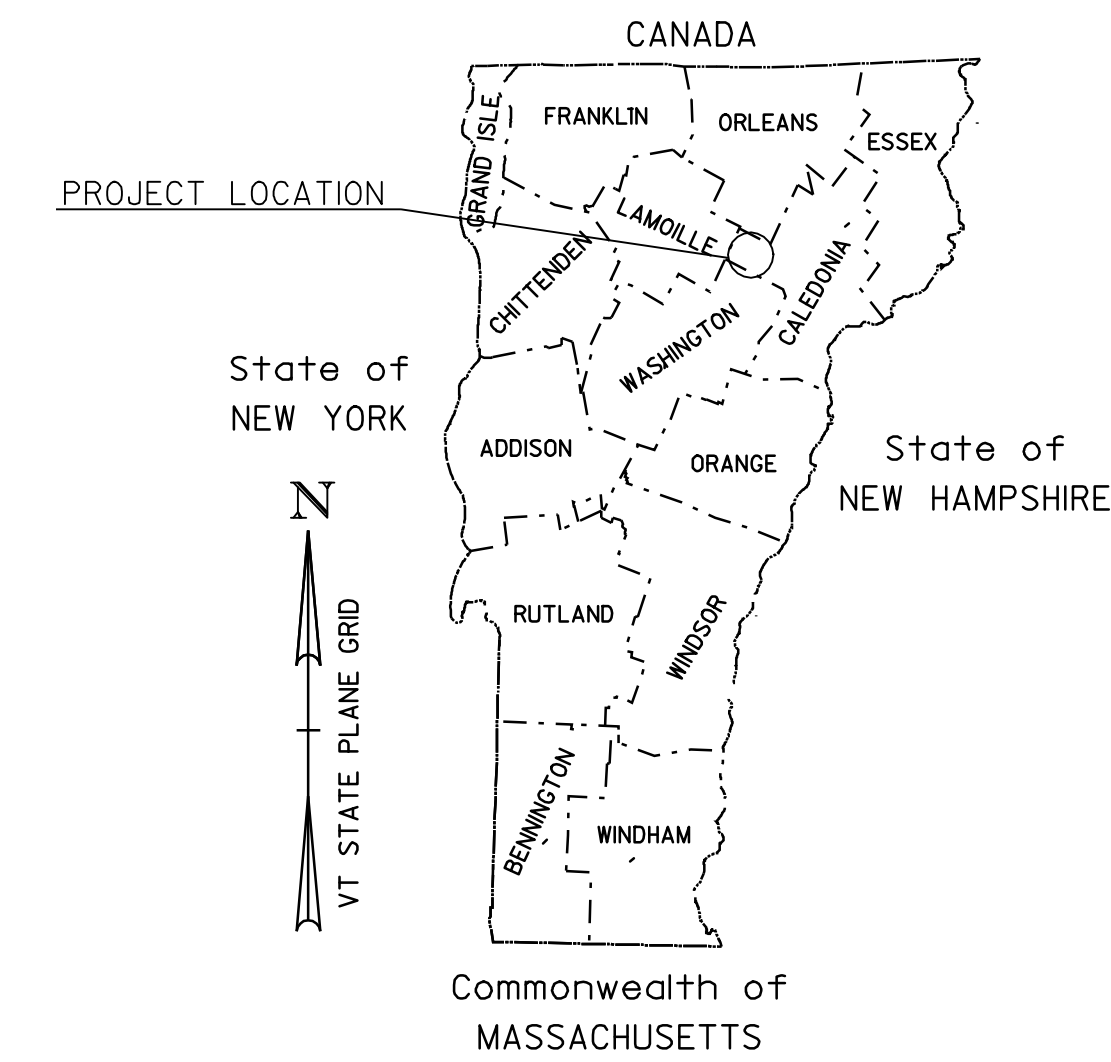 CANADA
GRAND ISLE
FRANKLIN
ORLEANS
ESSEX
PROJECT LOCATION
LAMOILLE
CHITTENDEN
CALEDONIA
WASHINGTON
State of
NEW YORK
ADDISON
ORANGE
State of
NEW HAMPSHIRE
N
VT STATE PLANE GRID
RUTLAND
WINDSOR
BENNINGTON
WINDHAM
Commonwealth of
MASSACHUSETTS